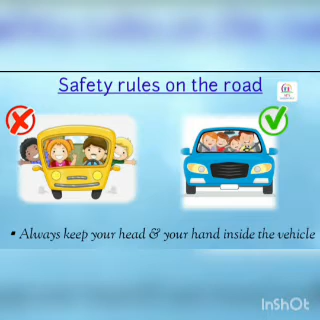 Safety rules on the road
• Always keep your head & your hand inside the vehicle
InShOt